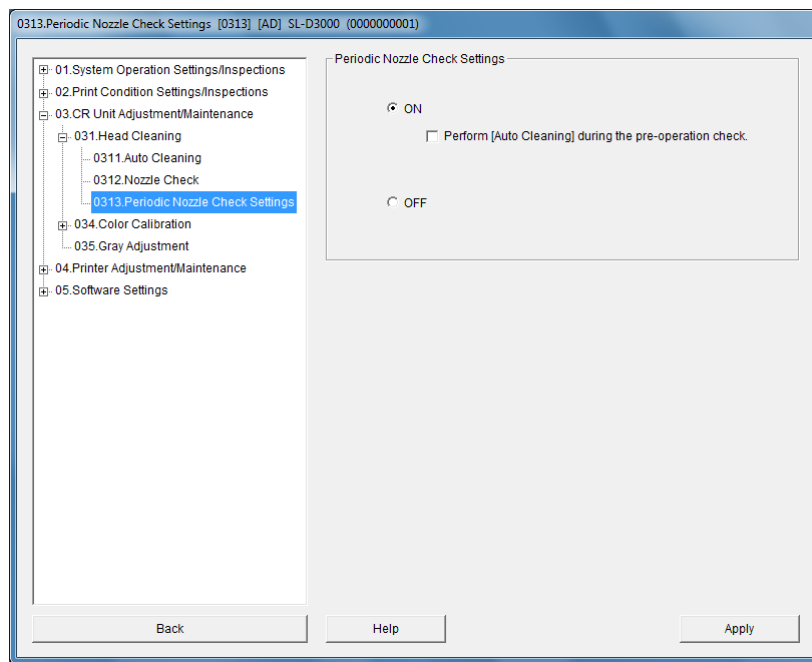 0313.Periodic Nozzle Check Settings [0313] [AD] SL-D3000 (0000000001)
01.System Operation Settings/Inspections
02.Print Condition Settings/Inspections
03.CR Unit Adjustment/Maintenance
031.Head Cleaning
0311.Auto Cleaning
0312.Nozzle Check
0313.Periodic Nozzle Check Settings
034.Color Calibration
035.Gray Adjustment
04.Printer Adjustment/Maintenance
05.Software Settings
Periodic Nozzle Check Settings
ON
Perform [Auto Cleaning] during the pre-operation check.
OFF
Back
Help
Apply